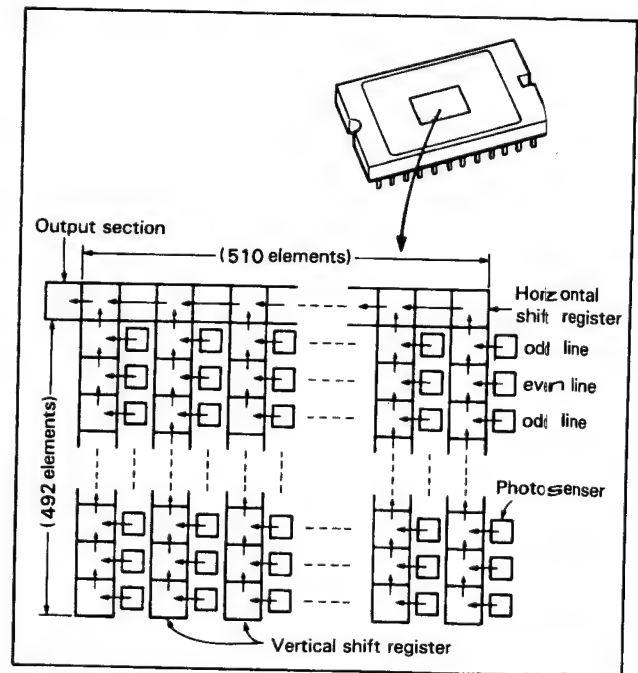 Output section
(510 elements)
Horizontal
shift register
odd line
even line
odd line
(492 elements)
Photosenser
Vertical shift register